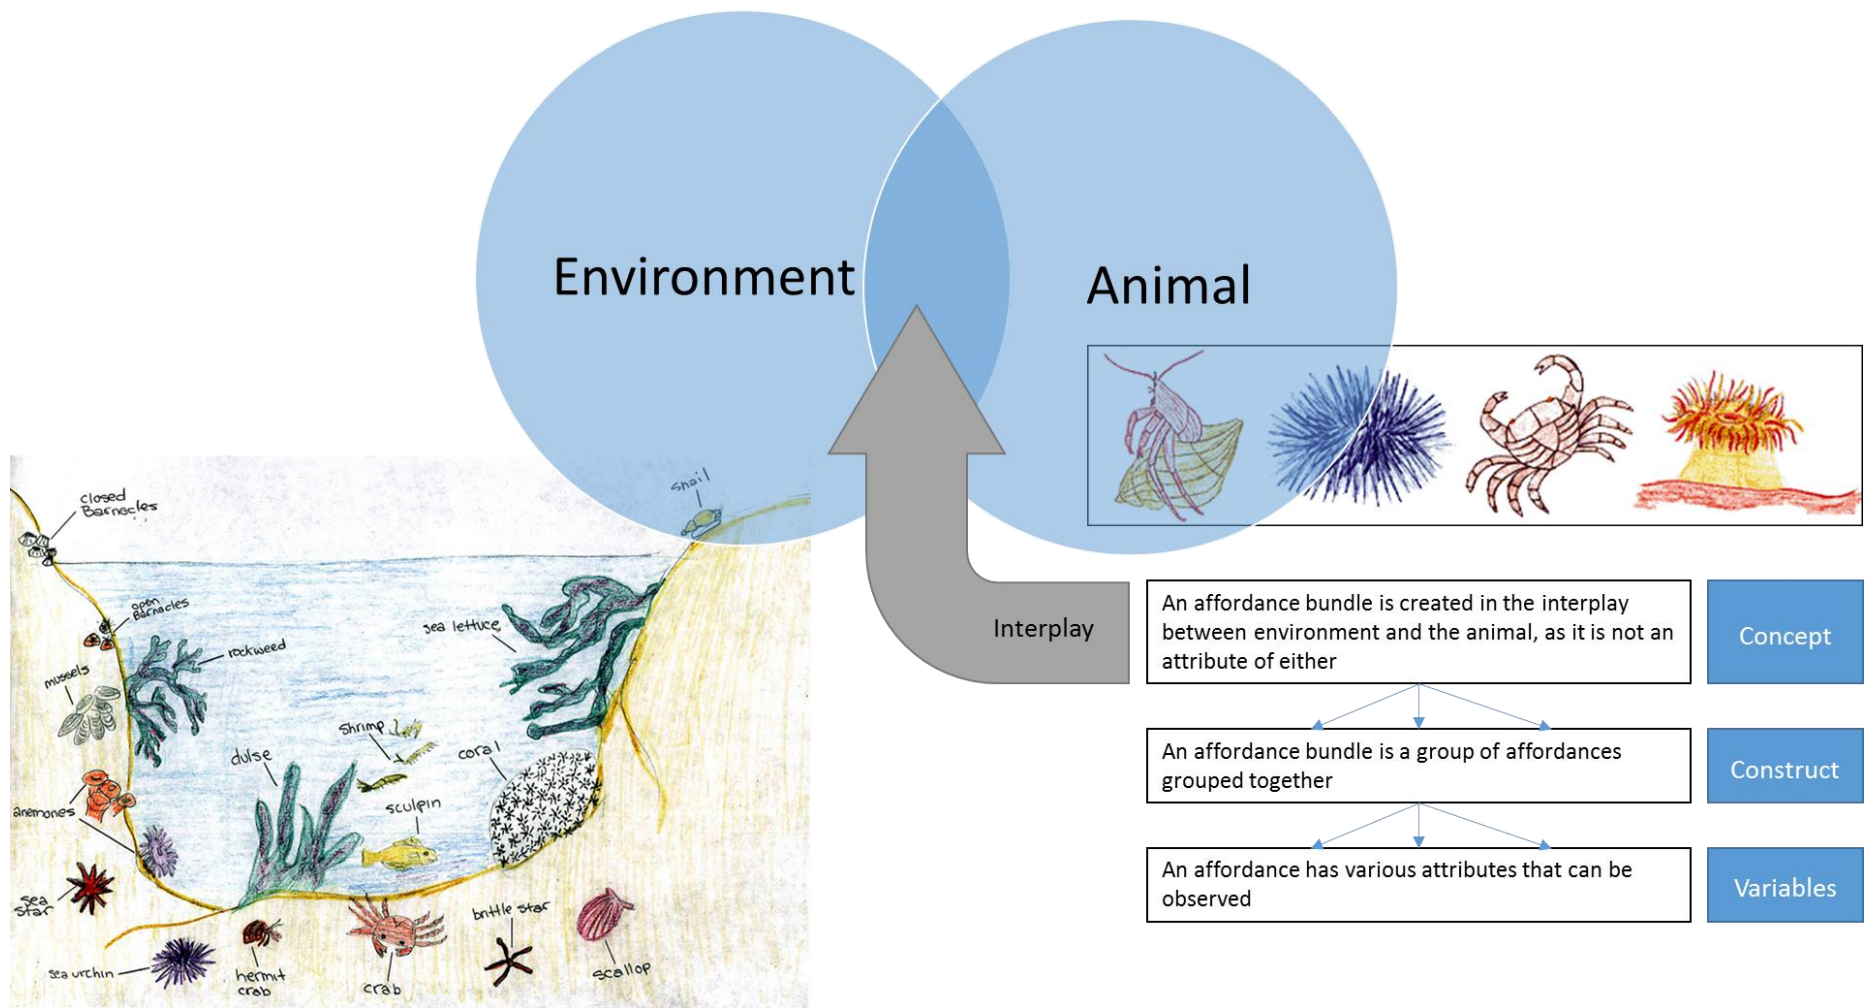 Environment
Animal
Interplay
An affordance bundle is created in the interplay
between environment and the animal, as it is not an
attribute of either
Concept
An affordance bundle is a group of affordances
grouped together
Construct
An affordance has various attributes that can be
observed
Variables
closed
Barnacles
snail
open
Barnacles
rockweed
sea lettuce
mussels
shrimp
coral
dulse
sculpin
anemones
sea
star
brittle star
sea urchin
hermit
crab
crab
scallop